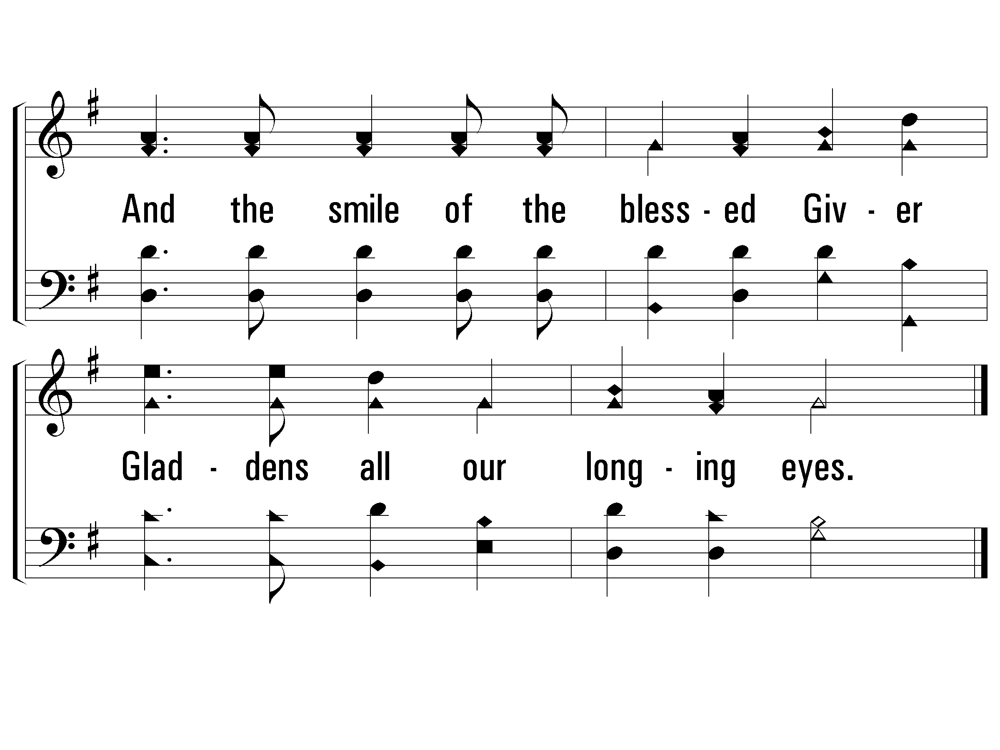 And the smile of the bless - ed Giv - er
Glad - dens all our long - ing eyes.